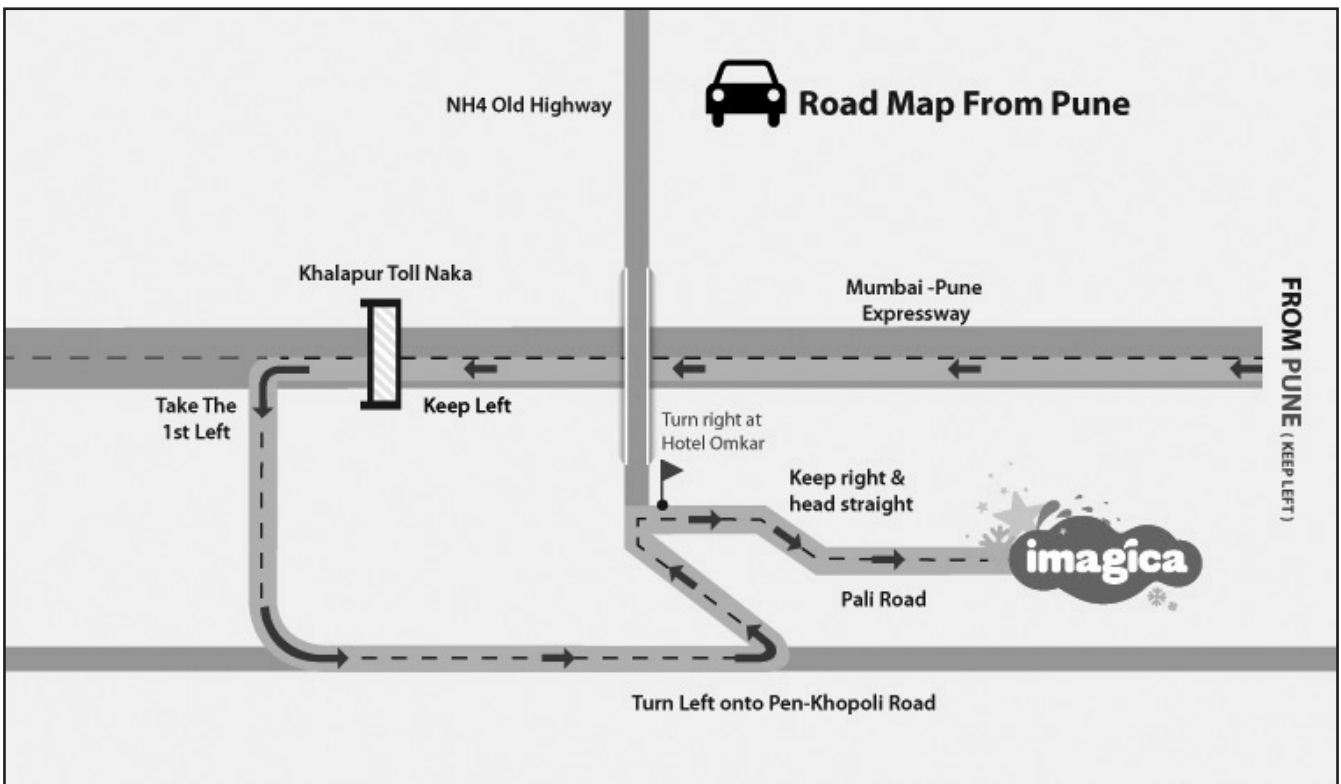 NH4 Old Highway
Road Map From Pune
Khalapur Toll Naka
Mumbai -Pune
Expressway
FROM PUNE ( KEEP LEFT )
Take The
1st Left
Keep Left
Turn right at
Hotel Omkar
Keep right &
head straight
imagica
Pali Road
Turn Left onto Pen-Khopoli Road